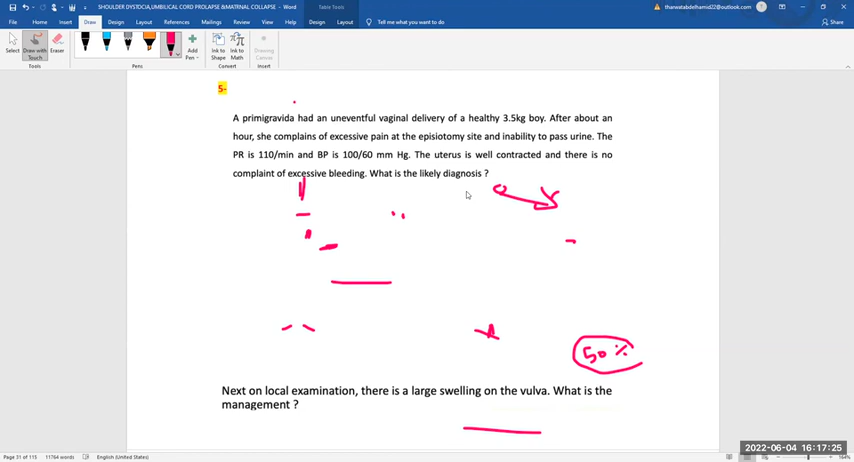 SHOULDER DYSTOCIA,UMBILICAL CORD PROLAPSE &MATRENAL COLLAPSE - Word
Table Tools
tharwatabdelhamid22@outlook.com
File Insert Draw Design Layout References Mailings Review View Help Design Layout Tell me what you want to do
Share
Select
Draw with
Touch
Eraser
Add
Pen
Ink to
Shape
Ink to
Math
Drawing
Canvas
Tools Pens Convert Insert
5-
A primigravida had an uneventful vaginal delivery of a healthy 3.5kg boy. After about an
hour, she complains of excessive pain at the episiotomy site and inability to pass urine. The
PR is 110/min and BP is 100/60 mm Hg. The uterus is well contracted and there is no
complaint of excessive bleeding. What is the likely diagnosis ?
50 %
Next on local examination, there is a large swelling on the vulva. What is the
management ?
2022-06-04 16:17:25
Page 31 of 115 11764 words English (United States)
164%